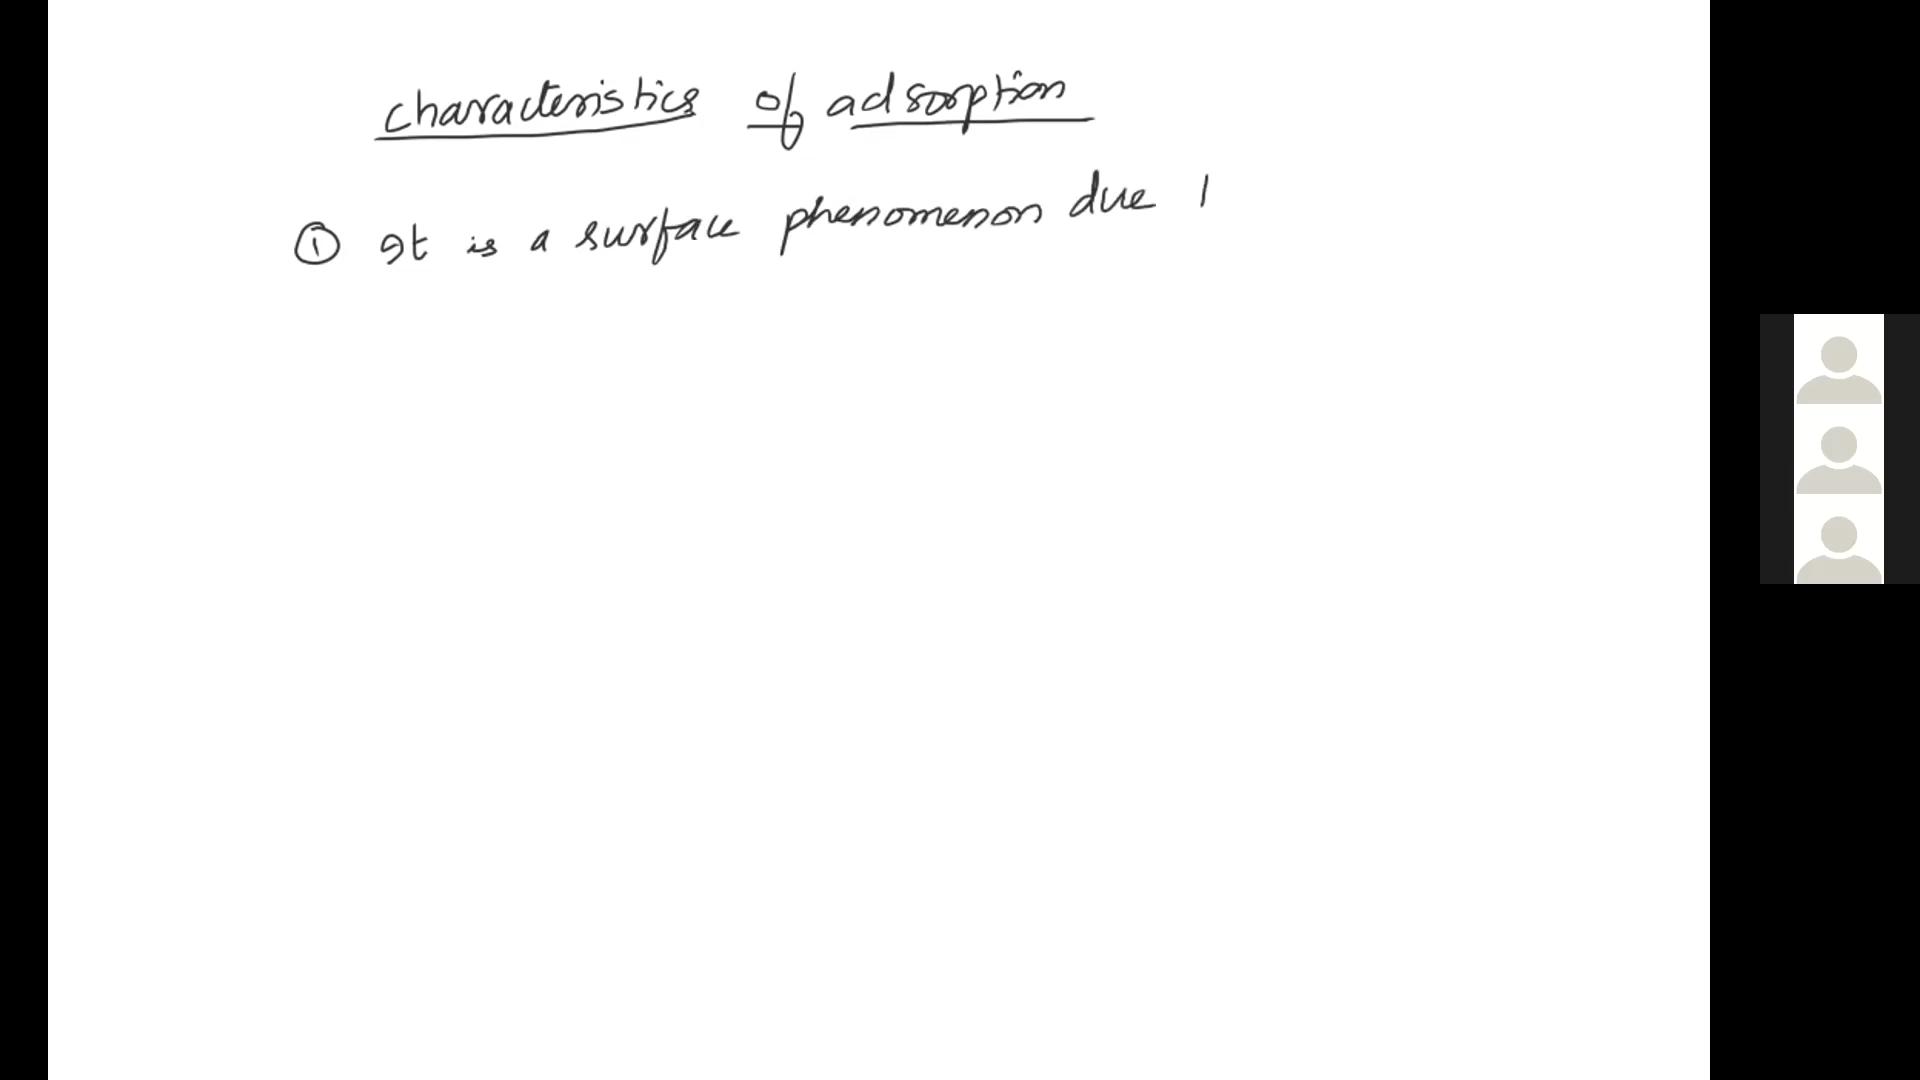 characteristics of adsorption
① It is a surface phenomenon due